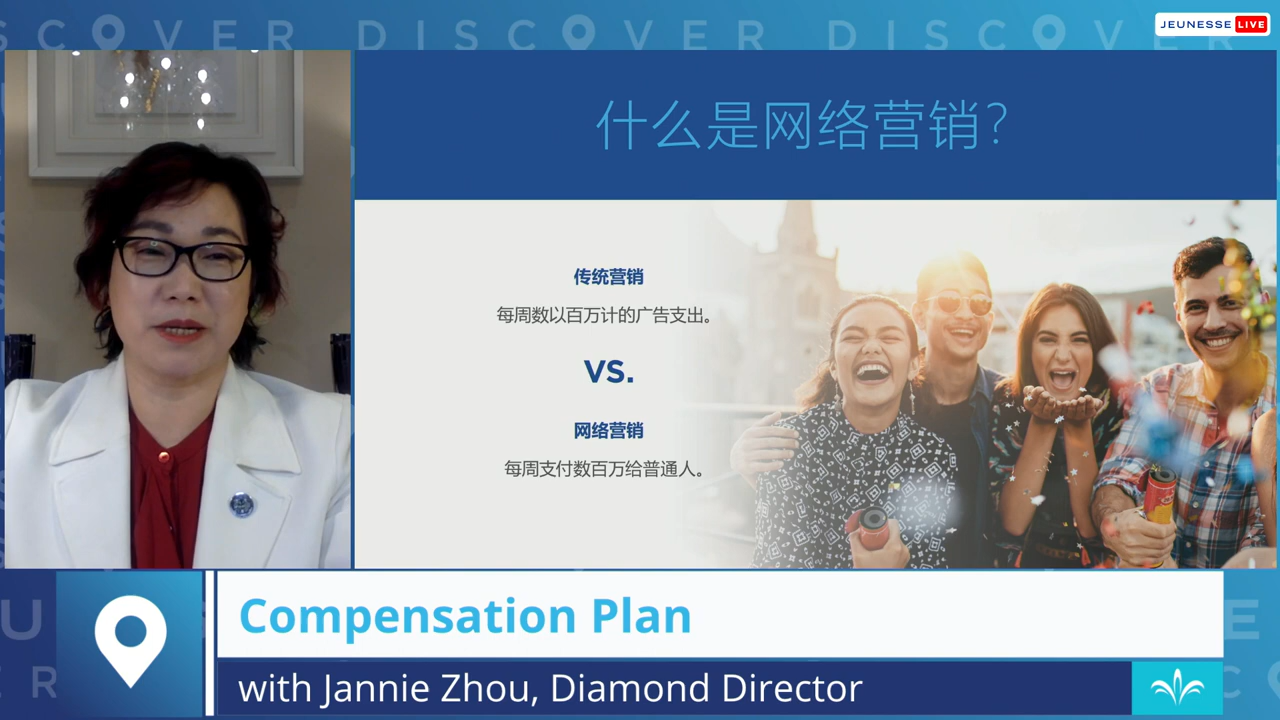 DISCOVER DISCOVER
JEUNESSE LIVE
什么是网络营销?
传统营销
每周数以百万计的广告支出。
VS.
网络营销
每周支付数百万给普通人。
Compensation Plan
with Jannie Zhou, Diamond Director